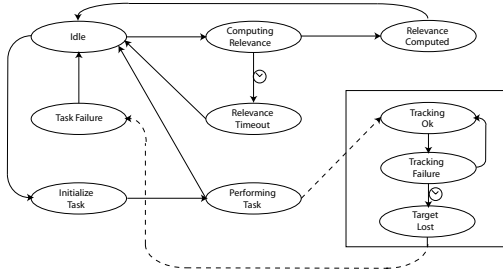 Idle
Computing
Relevance
Relevance
Computed
Task Failure
Relevance
Timeout
Tracking
Ok
Tracking
Failure
Initialize
Task
Performing
Task
Target
Lost